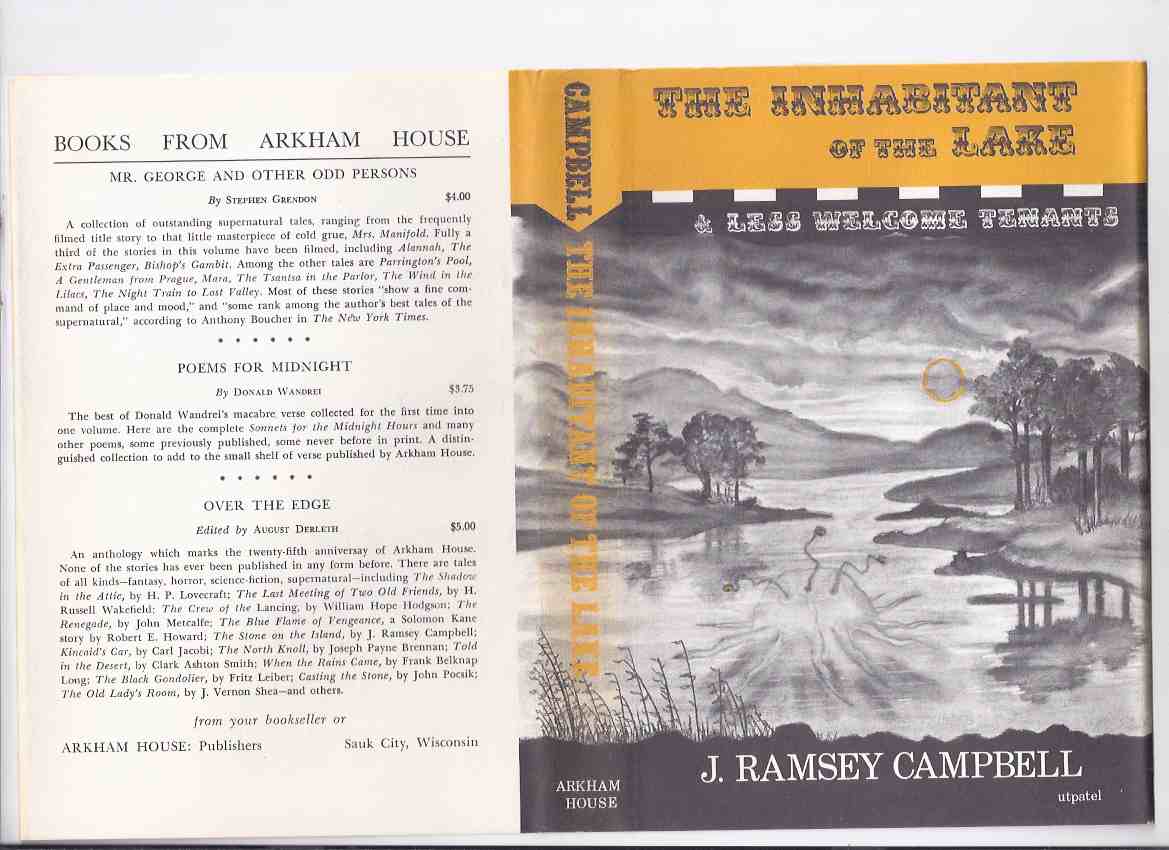 BOOKS FROM ARKHAM HOUSE
MR. GEORGE AND OTHER ODD PERSONS
By STEPHEN GRENDON $4.00
A collection of outstanding supernatural tales, ranging from the frequently
filmed title story to that little masterpiece of cold grue, Mrs. Manifold. Fully a
third of the stories in this volume have been filmed, including Alannah, The
Extra Passenger, Bishop's Gambit. Among the other tales are Parrington's Pool,
A Gentleman from Prague, Mara, The Tsantsa in the Parlor, The Wind in the
Lilacs, The Night Train to Lost Valley. Most of these stories "show a fine com-
mand of place and mood," and "some rank among the author's best tales of the
supernatural," according to Anthony Boucher in The New York Times.
* * * * * *
POEMS FOR MIDNIGHT
By DONALD WANDREI $3.75
The best of Donald Wandrei's macabre verse collected for the first time into
one volume. Here are the complete Sonnets for the Midnight Hours and many
other poems, some previously published, some never before in print. A distin-
guished collection to add to the small shelf of verse published by Arkham House.
* * * * * *
OVER THE EDGE
Edited by AUGUST DERLETH $5.00
An anthology which marks the twenty-fifth anniversay of Arkham House.
None of the stories has ever been published in any form before. There are tales
of all kinds—fantasy, horror, science-fiction, supernatural—including The Shadow
in the Attic, by H. P. Lovecraft; The Last Meeting of Two Old Friends, by H.
Russell Wakefield; The Crew of the Lancing, by William Hope Hodgson; The
Renegade, by John Metcalfe; The Blue Flame of Vengeance, a Solomon Kane
story by Robert E. Howard; The Stone on the Island, by J. Ramsey Campbell;
Kincaid's Car, by Carl Jacobi; The North Knoll, by Joseph Payne Brennan; Told
in the Desert, by Clark Ashton Smith; When the Rains Came, by Frank Belknap
Long; The Black Gondolier, by Fritz Leiber; Casting the Stone, by John Pocsik;
The Old Lady's Room, by J. Vernon Shea—and others.
from your bookseller or
ARKHAM HOUSE: Publishers Sauk City, Wisconsin
CAMPBELL THE INHABITANT OF THE LAKE
ARKHAM
HOUSE
THE INHABITANT
OF THE LAKE
& LESS WELCOME TENANTS
J. RAMSEY CAMPBELL
utpatel